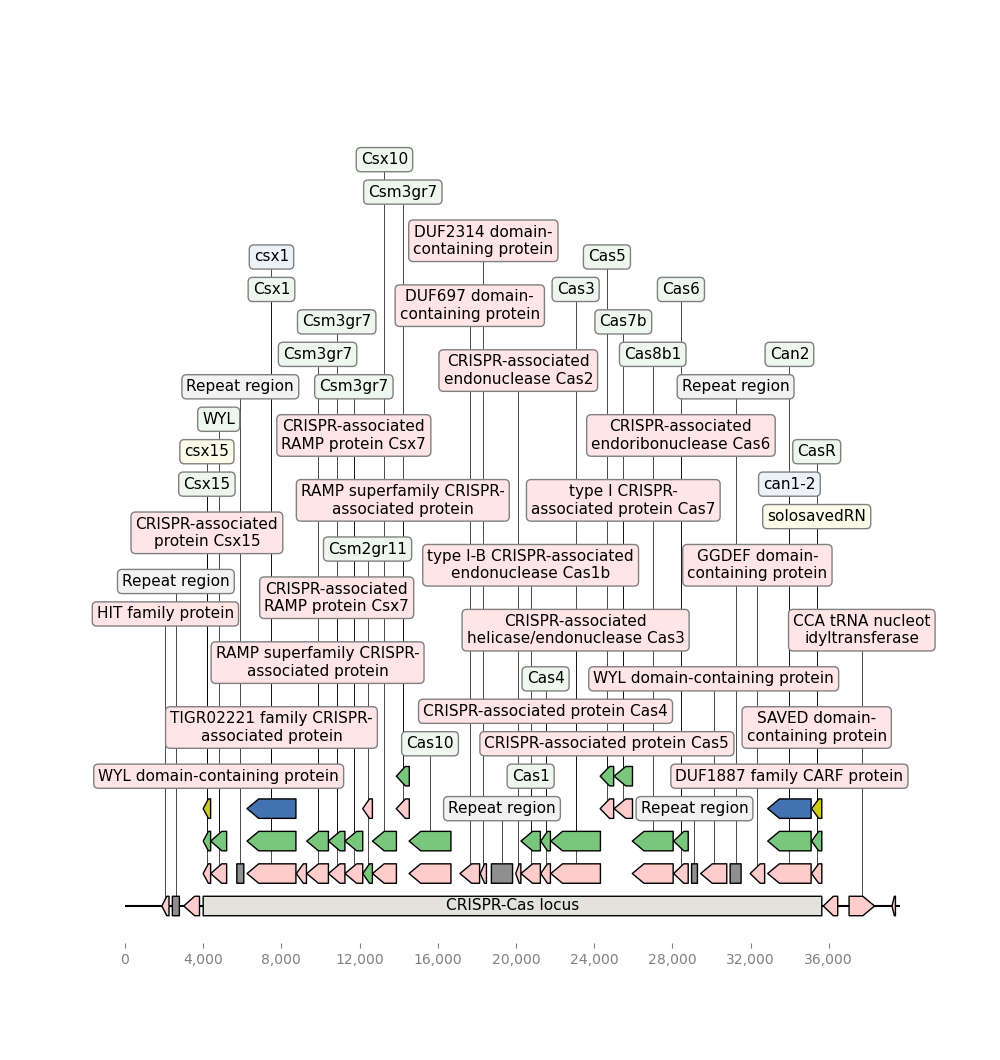 Csx10
Csm3gr7
DUF2314 domain-
containing protein
csx1
Cas5
Csx1
Cas3
Cas6
DUF697 domain-
containing protein
Csm3gr7
Cas7b
Csm3gr7
Cas8b1
Can2
CRISPR-associated
endonuclease Cas2
Repeat region
Csm3gr7
Repeat region
WYL
CRISPR-associated
RAMP protein Csx7
CRISPR-associated
endoribonuclease Cas6
csx15
CasR
Csx15
can1-2
RAMP superfamily CRISPR-
associated protein
type I CRISPR-
associated protein Cas7
solosavedRN
CRISPR-associated
protein Csx15
Csm2gr11
type I-B CRISPR-associated
endonuclease Cas1b
GGDEF domain-
containing protein
Repeat region
CRISPR-associated
RAMP protein Csx7
HIT family protein
CRISPR-associated
helicase/endonuclease Cas3
CCA tRNA nucleot
idyltransferase
RAMP superfamily CRISPR-
associated protein
Cas4
WYL domain-containing protein
CRISPR-associated protein Cas4
TIGR02221 family CRISPR-
associated protein
SAVED domain-
containing protein
Cas10
CRISPR-associated protein Cas5
WYL domain-containing protein
Cas1
DUF1887 family CARF protein
Repeat region
Repeat region
CRISPR-Cas locus
0
4,000
8,000
12,000
16,000
20,000
24,000
28,000
32,000
36,000